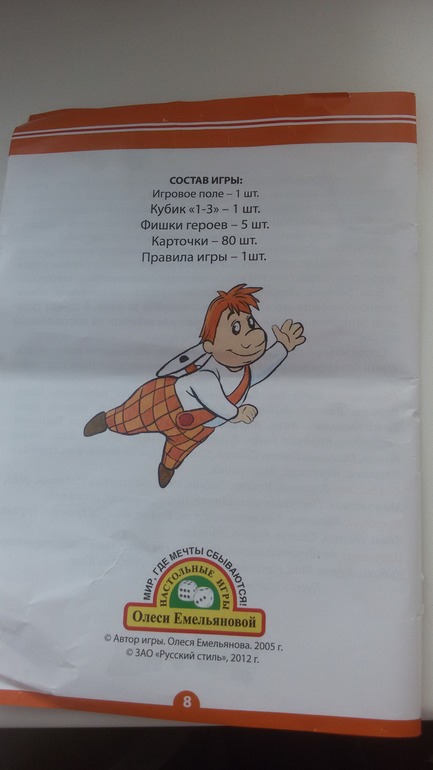 СОСТАВ ИГРЫ:
Игровое поле – 1 шт.
Кубик «1-3» – 1 шт.
Фишки героев – 5 шт.
Карточки – 80 шт.
Правила игры – 1шт.
МИР, ГДЕ МЕЧТЫ СБЫВАЮТСЯ!
НАСТОЛЬНЫЕ ИГРЫ
Олеси Емельяновой
© Автор игры. Олеся Емельянова. 2005 г.
© ЗАО «Русский стиль», 2012 г.
8